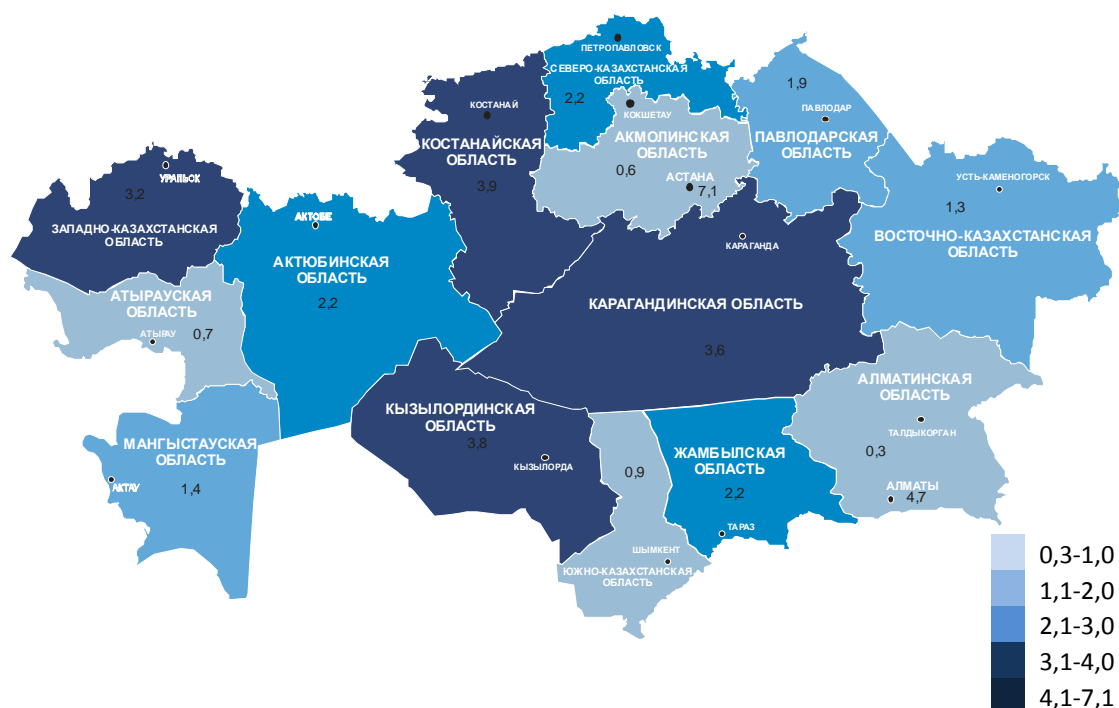 ПЕТРОПАВЛОВСК
СЕВЕРО-КАЗАХСТАНСКАЯ
ОБЛАСТЬ
2,2
КОСТАНАЙ
КОСТАНАЙСКАЯ
ОБЛАСТЬ
3,9
КОКШЕТАУ
АКМОЛИНСКАЯ
ОБЛАСТЬ
0,6
АСТАНА
7,1
1,9
ПАВЛОДАР
ПАВЛОДАРСКАЯ
ОБЛАСТЬ
УСТЬ-КАМЕНОГОРСК
1,3
ВОСТОЧНО-КАЗАХСТАНСКАЯ
ОБЛАСТЬ
УРАЛЬСК
3,2
ЗАПАДНО-КАЗАХСТАНСКАЯ
ОБЛАСТЬ
АКТОБЕ
АКТЮБИНСКАЯ
ОБЛАСТЬ
2,2
КАРАГАНДА
КАРАГАНДИНСКАЯ ОБЛАСТЬ
3,6
АТЫРАУСКАЯ
ОБЛАСТЬ
0,7
АТЫРАУ
МАНГЫСТАУСКАЯ
ОБЛАСТЬ
АКТАУ
1,4
КЫЗЫЛОРДИНСКАЯ
ОБЛАСТЬ
3,8
КЫЗЫЛОРДА
0,9
ШЫМКЕНТ
ЮЖНО-КАЗАХСТАНСКАЯ
ОБЛАСТЬ
ЖАМБЫЛСКАЯ
ОБЛАСТЬ
2,2
ТАРАЗ
АЛМАТИНСКАЯ
ОБЛАСТЬ
ТАЛДЫКОРГАН
0,3
АЛМАТЫ
4,7
0,3-1,0
1,1-2,0
2,1-3,0
3,1-4,0
4,1-7,1